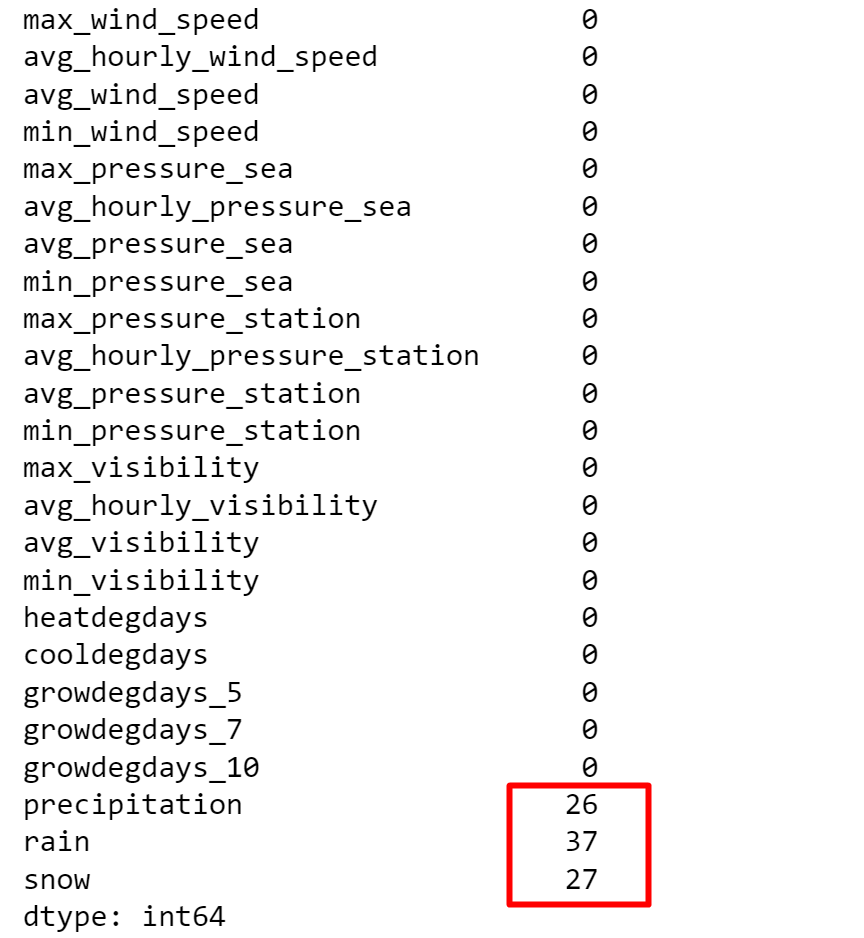 max_wind_speed 0
avg_hourly_wind_speed 0
avg_wind_speed 0
min_wind_speed 0
max_pressure_sea 0
avg_hourly_pressure_sea 0
avg_pressure_sea 0
min_pressure_sea 0
max_pressure_station 0
avg_hourly_pressure_station 0
avg_pressure_station 0
min_pressure_station 0
max_visibility 0
avg_hourly_visibility 0
avg_visibility 0
min_visibility 0
heatdegdays 0
cooldegdays 0
growdegdays_5 0
growdegdays_7 0
growdegdays_10 0
precipitation 26
rain 37
snow 27
dtype: int64